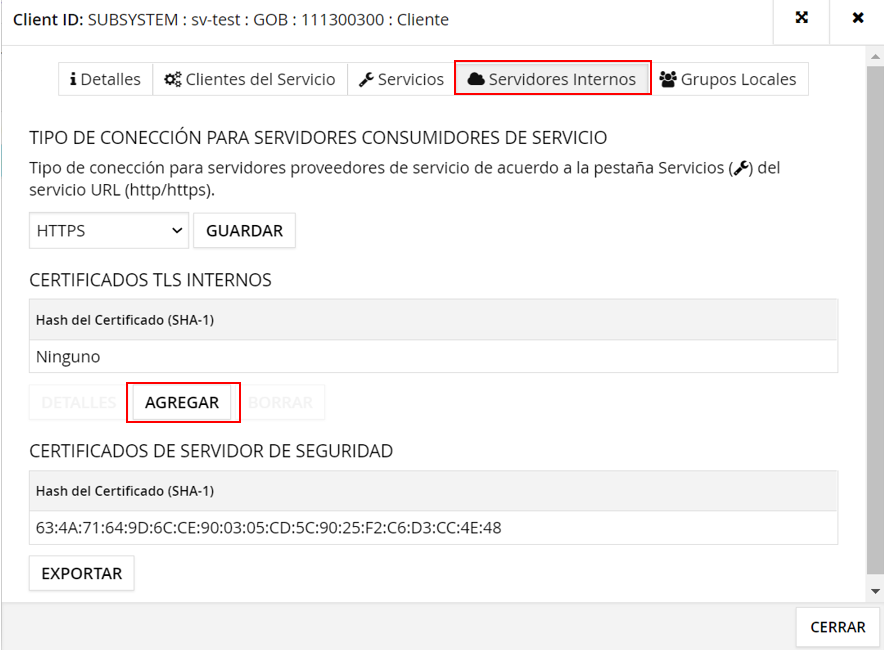 Client ID: SUBSYSTEM : sv-test : GOB : 111300300 : Cliente
Detalles Clientes del Servicio Servicios Servidores Internos Grupos Locales
TIPO DE CONECCIÓN PARA SERVIDORES CONSUMIDORES DE SERVICIO
Tipo de conección para servidores proveedores de servicio de acuerdo a la pestaña Servicios () del
servicio URL (http/https).
HTTPS GUARDAR
CERTIFICADOS TLS INTERNOS
Hash del Certificado (SHA-1)
Ninguno
DETALLES AGREGAR BORRAR
CERTIFICADOS DE SERVIDOR DE SEGURIDAD
Hash del Certificado (SHA-1)
63:4A:71:64:9D:6C:CE:90:03:05:CD:5C:90:25:F2:C6:D3:CC:4E:48
EXPORTAR
CERRAR